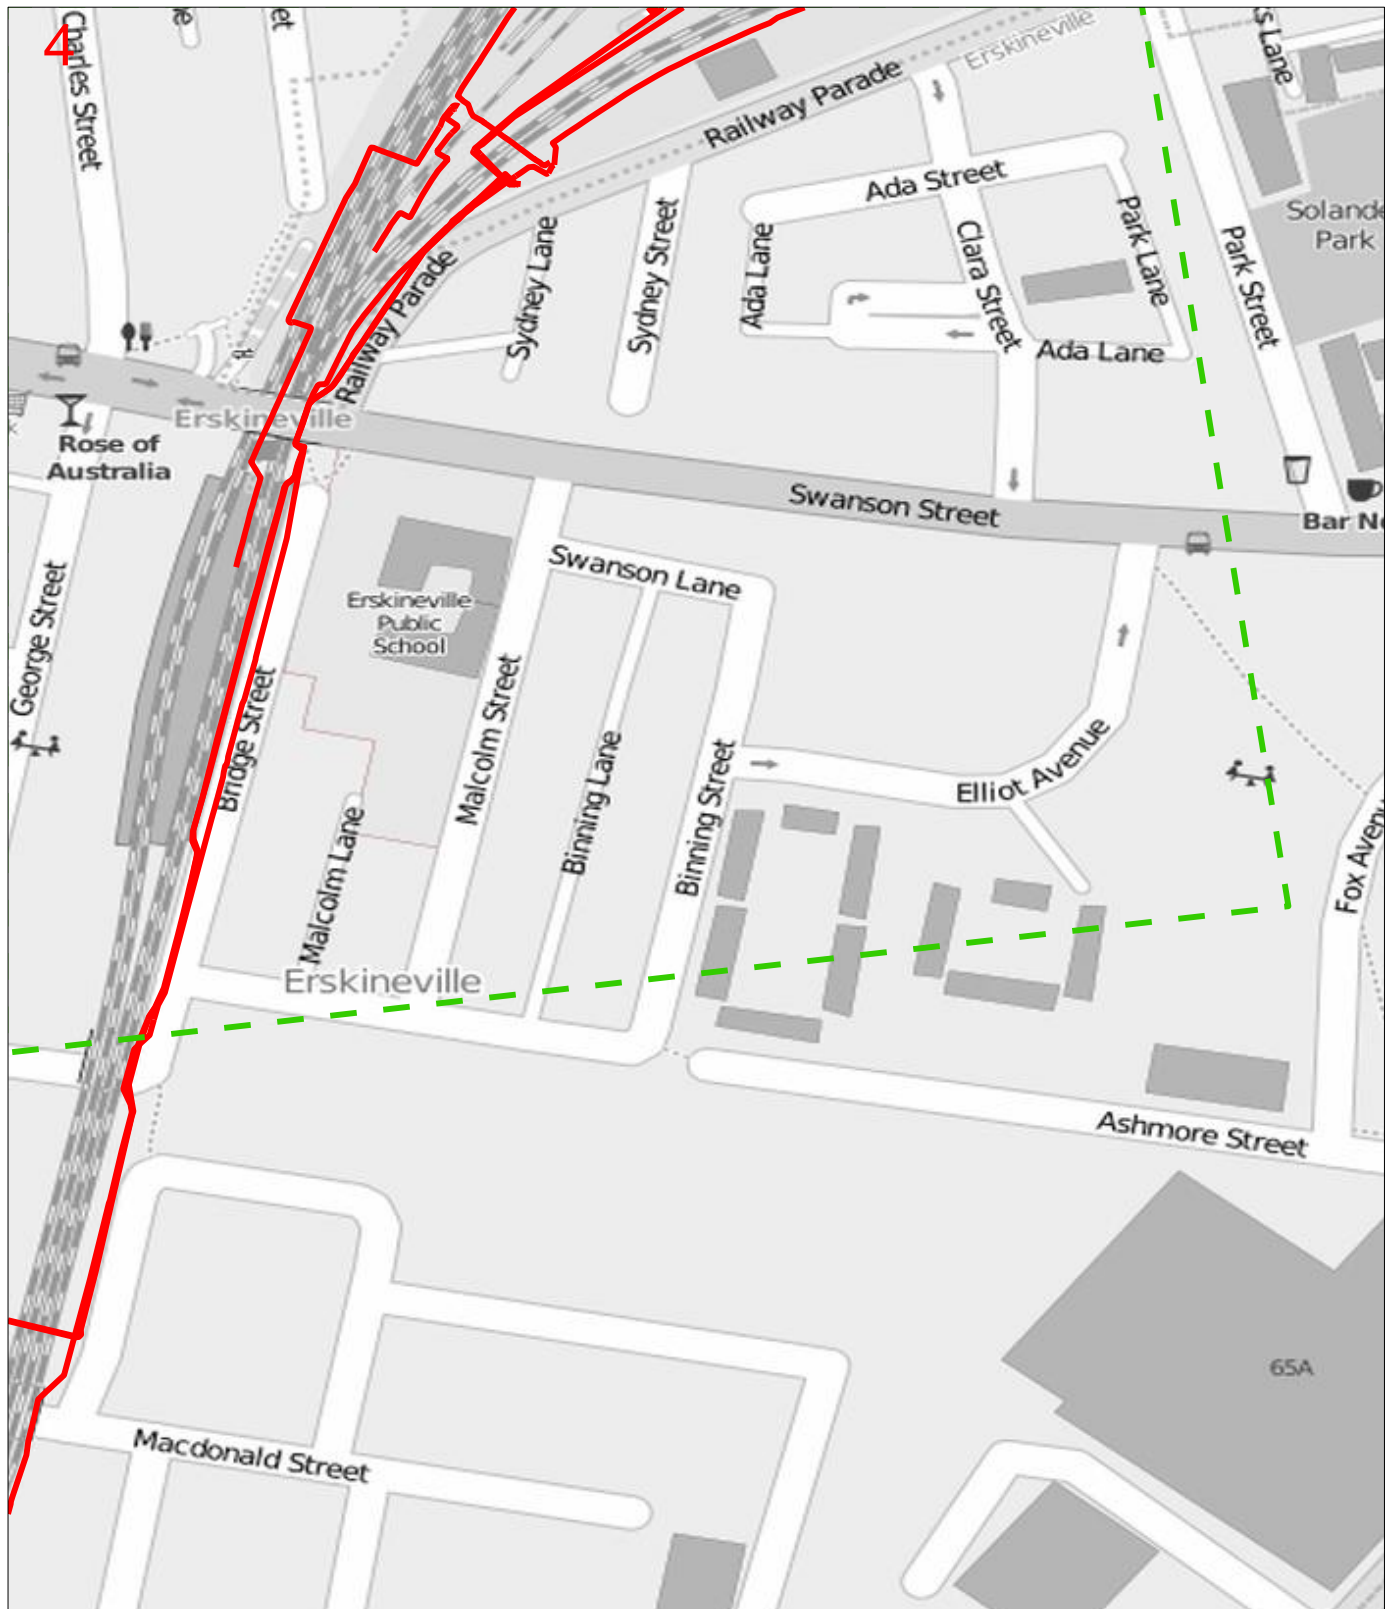 4
Charles Street
Erskineville
Railway Parade
Ada Street
Park Lane
Solande
Park
Park Street
Clara Street
Ada Lane
Sydney Street
Sydney Lane
Railway Parade
Ada Lane
Erskineville
Rose of
Australia
Swanson Street
Bar Ne
Swanson Lane
Erskineville
Public
School
George Street
Bridge Street
Malcolm Street
Binning Lane
Binning Street
Elliot Avenue
Malcolm Lane
Fox Avenu
Erskineville
Ashmore Street
65A
Macdonald Street